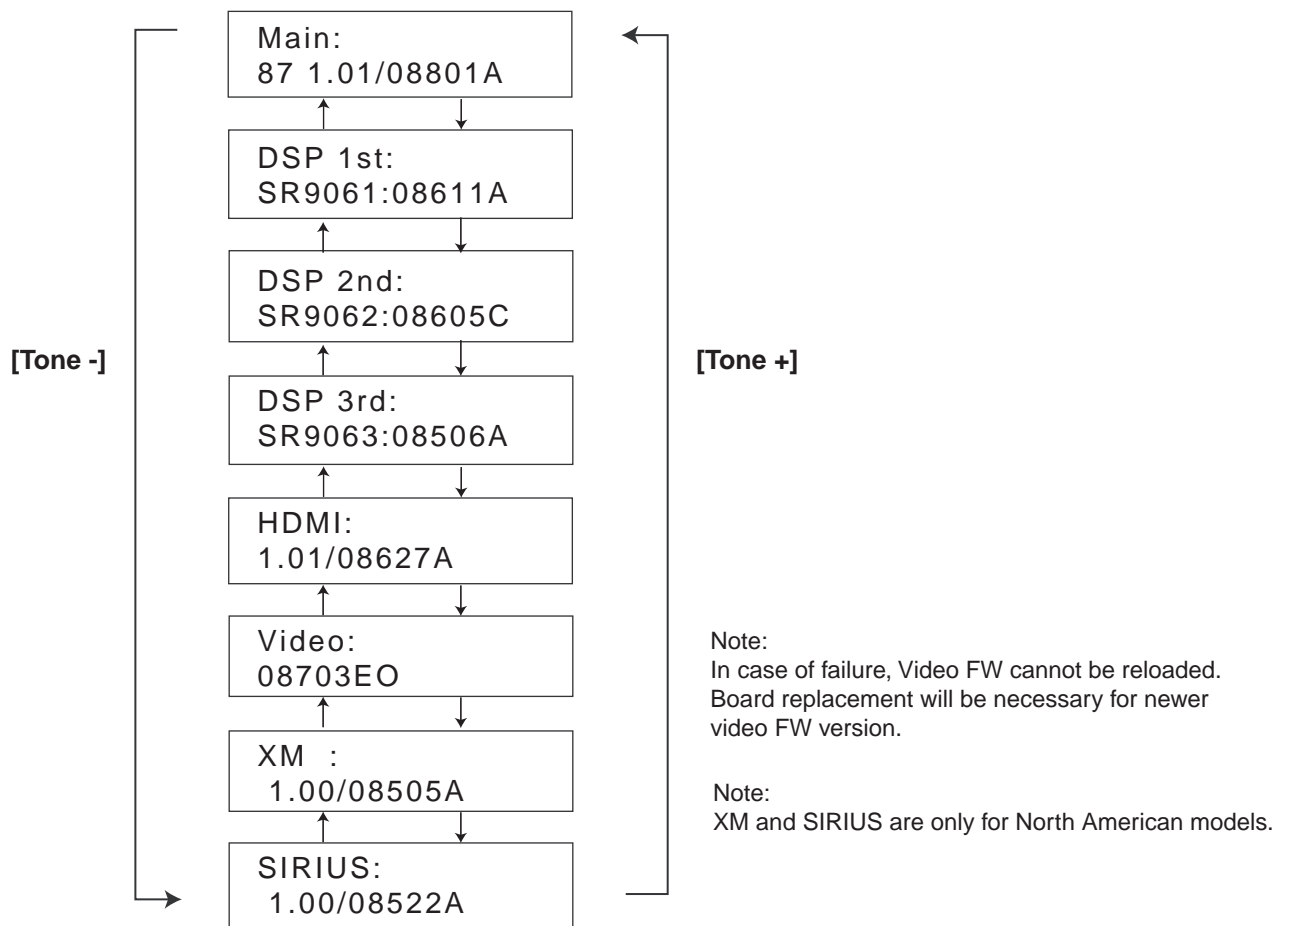 Main:
87 1.01/08801A
DSP 1st:
SR9061:08611A
DSP 2nd:
SR9062:08605C
[Tone -]
[Tone +]
DSP 3rd:
SR9063:08506A
HDMI:
1.01/08627A
Video:
08703EO
Note:
In case of failure, Video FW cannot be reloaded.
Board replacement will be necessary for newer
video FW version.
XM :
1.00/08505A
Note:
XM and SIRIUS are only for North American models.
SIRIUS:
1.00/08522A